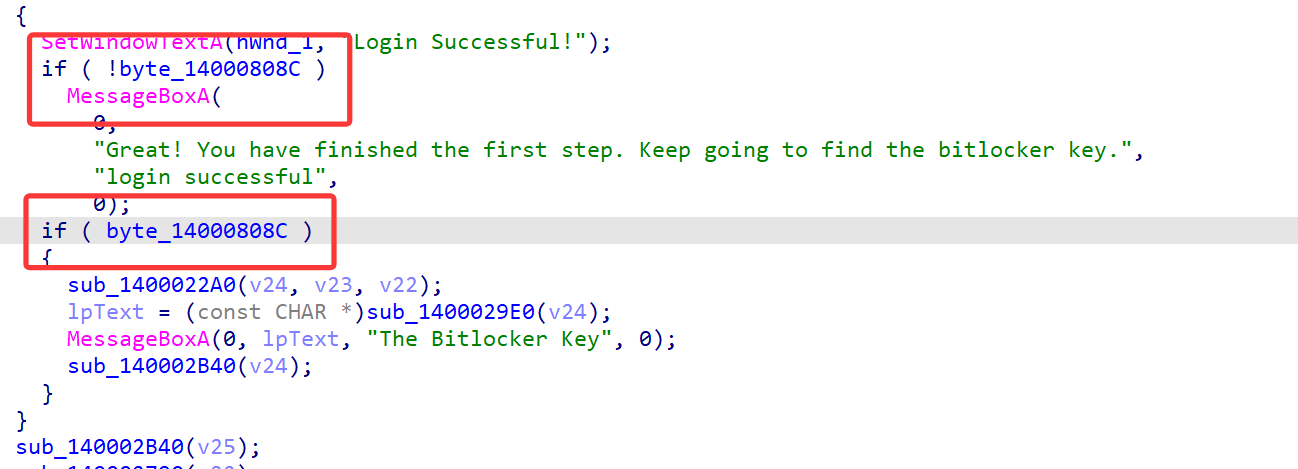 {
SetWindowTextA(hWnd_1, "Login Successful!");
if ( !byte_14000808C )
MessageBoxA(
0,
"Great! You have finished the first step. Keep going to find the bitlocker key.",
"login successful",
0);
if ( byte_14000808C )
{
sub_1400022A0(v24, v23, v22);
lpText = (const CHAR *)sub_1400029E0(v24);
MessageBoxA(0, lpText, "The Bitlocker Key", 0);
sub_140002B40(v24);
}
}
sub_140002B40(v25);